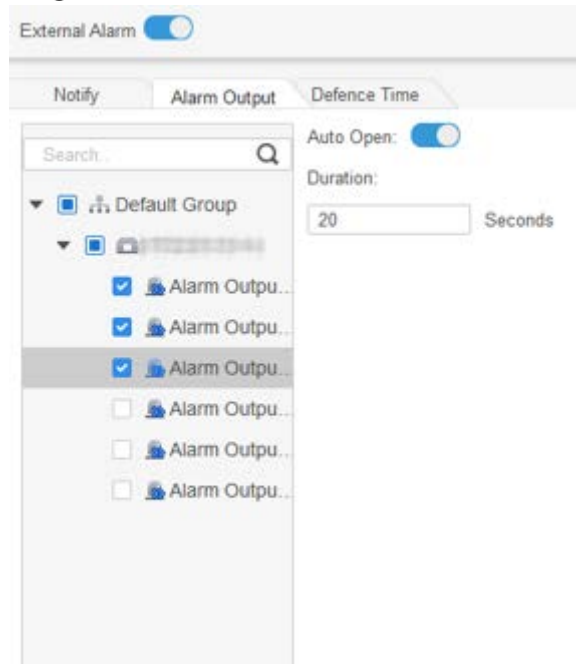 External Alarm
Notify Alarm Output Defence Time
Search..
Auto Open:
Duration:
20 Seconds
Default Group
Alarm Outpu...
Alarm Outpu...
Alarm Outpu...
Alarm Outpu...
Alarm Outpu...
Alarm Outpu...